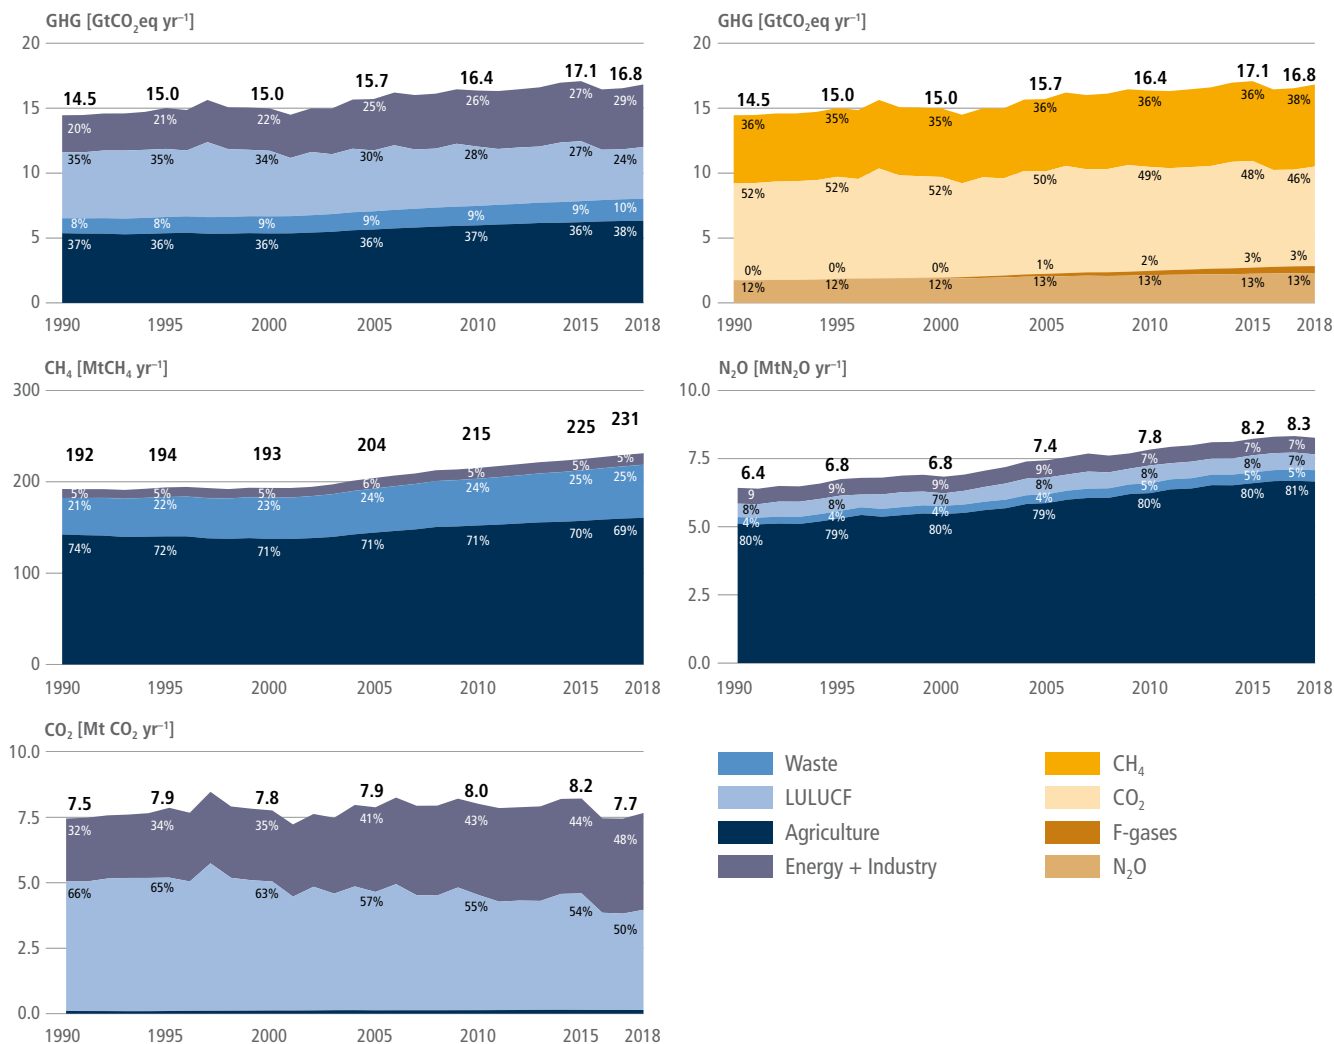 GHG [GtCO₂eq yr⁻¹]
20
15
10
5
0
14.5 15.0 15.0 15.7 16.4 17.1 16.8
20% 21% 22% 25% 26% 27% 29%
35% 35% 34% 30% 28% 27% 24%
8% 8% 9% 9% 9% 9% 10%
37% 36% 36% 36% 37% 36% 38%
1990 1995 2000 2005 2010 2015 2018
GHG [GtCO₂eq yr⁻¹]
20
15
10
5
0
14.5 15.0 15.0 15.7 16.4 17.1 16.8
36% 35% 35% 36% 36% 36% 38%
52% 52% 52% 50% 49% 48% 46%
0% 0% 0% 1% 2% 3% 3%
12% 12% 12% 13% 13% 13% 13%
1990 1995 2000 2005 2010 2015 2018
CH₄ [MtCH₄ yr⁻¹]
300
200
100
0
192 194 193 204 215 225 231
5% 5% 5% 6% 5% 5% 5%
21% 22% 23% 24% 24% 25% 25%
74% 72% 71% 71% 71% 70% 69%
1990 1995 2000 2005 2010 2015 2018
N₂O [MtN₂O yr⁻¹]
10.0
7.5
5.0
2.5
0.0
6.4 6.8 6.8 7.4 7.8 8.2 8.3
9 9% 9% 9% 7% 7% 7%
8% 8% 7% 8% 8% 8% 7%
4% 4% 4% 4% 5% 5% 5%
80% 79% 80% 79% 80% 80% 81%
1990 1995 2000 2005 2010 2015 2018
CO₂ [Mt CO₂ yr⁻¹]
10.0
7.5
5.0
2.5
0.0
7.5 7.9 7.8 7.9 8.0 8.2 7.7
32% 34% 35% 41% 43% 44% 48%
66% 65% 63% 57% 55% 54% 50%
1990 1995 2000 2005 2010 2015 2018
Waste
LULUCF
Agriculture
Energy + Industry
CH₄
CO₂
F-gases
N₂O